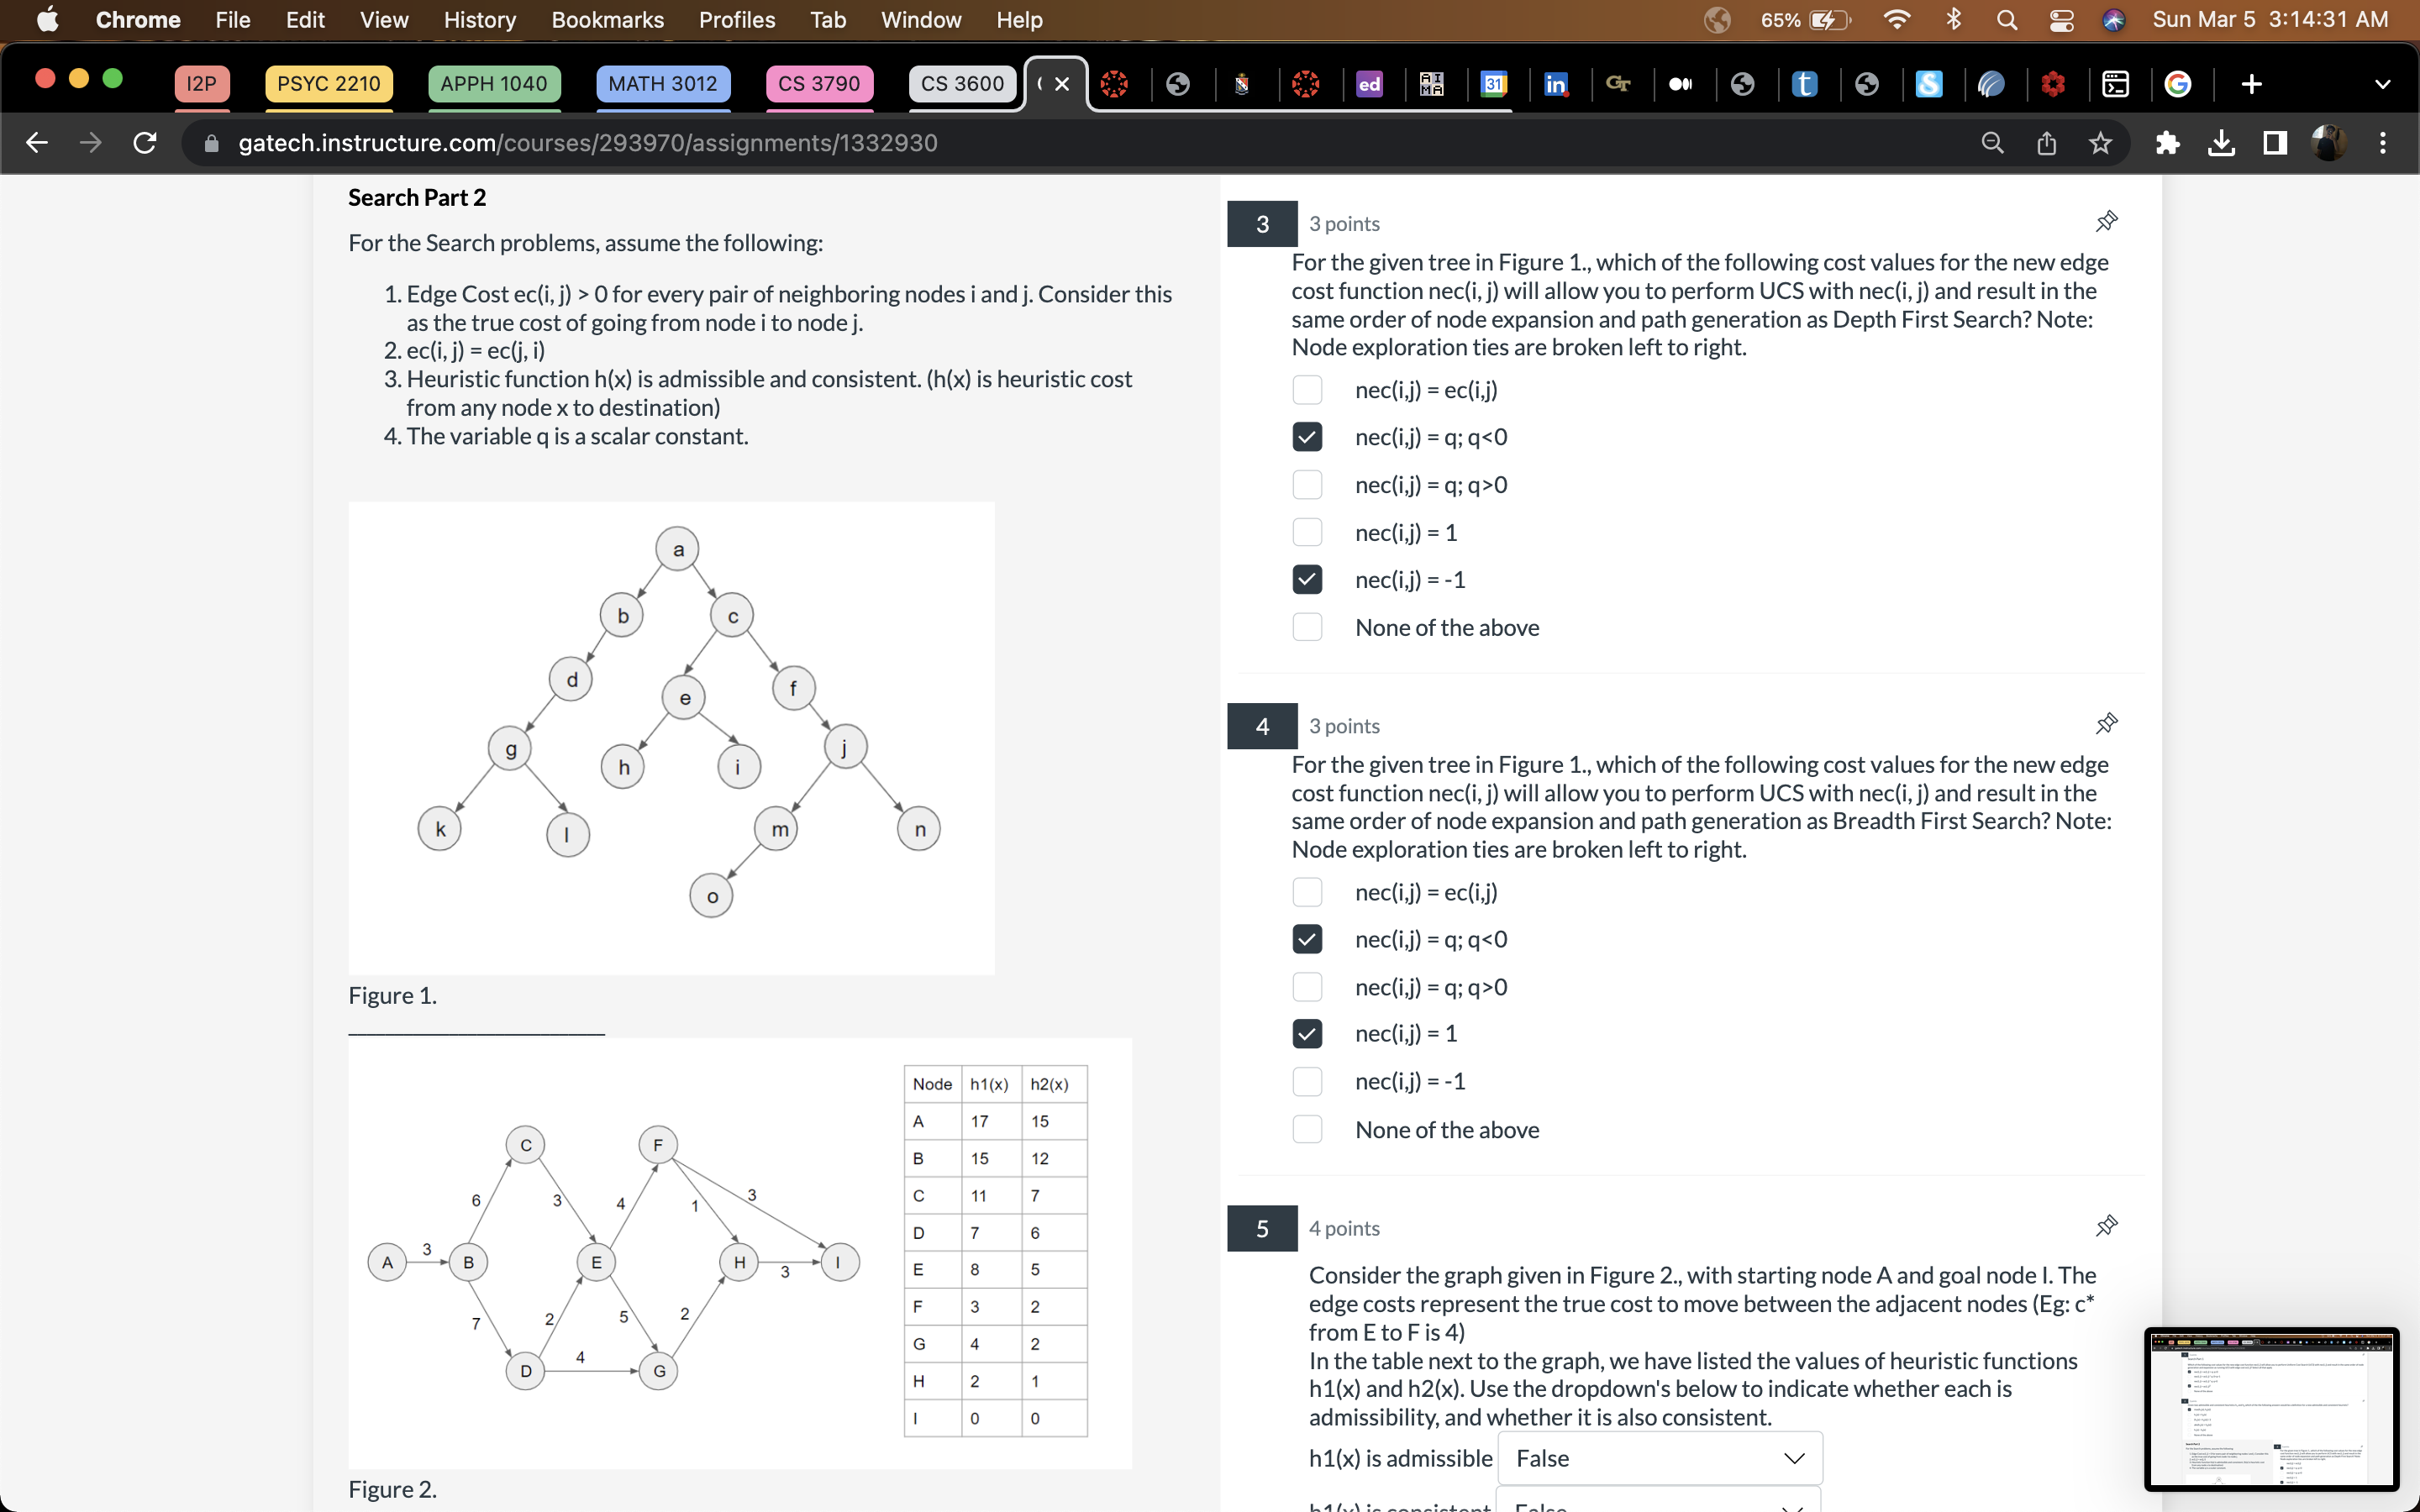 Chrome File Edit View History Bookmarks Profiles Tab Window Help 65% Sun Mar 5 3:14:31 AM
I2P PSYC 2210 APPH 1040 MATH 3012 CS 3790 CS 3600 ed AI MA 31 in GT t S G
gatech.instructure.com/courses/293970/assignments/1332930
Search Part 2
For the Search problems, assume the following:
1. Edge Cost ec(i, j) > 0 for every pair of neighboring nodes i and j. Consider this
as the true cost of going from node i to node j.
2. ec(i, j) = ec(j, i)
3. Heuristic function h(x) is admissible and consistent. (h(x) is heuristic cost
from any node x to destination)
4. The variable q is a scalar constant.
a
b c
d e f
g h i j
k l m n
o
Figure 1.
C F
6 3 4 1 3
A 3 B E H 3 I
7 2 5 2
D 4 G
Node h1(x) h2(x)
A 17 15
B 15 12
C 11 7
D 7 6
E 8 5
F 3 2
G 4 2
H 2 1
I 0 0
Figure 2.
3 3 points
For the given tree in Figure 1., which of the following cost values for the new edge
cost function nec(i, j) will allow you to perform UCS with nec(i, j) and result in the
same order of node expansion and path generation as Depth First Search? Note:
Node exploration ties are broken left to right.
nec(i,j) = ec(i,j)
nec(i,j) = q; q<0
nec(i,j) = q; q>0
nec(i,j) = 1
nec(i,j) = -1
None of the above
4 3 points
For the given tree in Figure 1., which of the following cost values for the new edge
cost function nec(i, j) will allow you to perform UCS with nec(i, j) and result in the
same order of node expansion and path generation as Breadth First Search? Note:
Node exploration ties are broken left to right.
nec(i,j) = ec(i,j)
nec(i,j) = q; q<0
nec(i,j) = q; q>0
nec(i,j) = 1
nec(i,j) = -1
None of the above
5 4 points
Consider the graph given in Figure 2., with starting node A and goal node I. The
edge costs represent the true cost to move between the adjacent nodes (Eg: c*
from E to F is 4)
In the table next to the graph, we have listed the values of heuristic functions
h1(x) and h2(x). Use the dropdown's below to indicate whether each is
admissibility, and whether it is also consistent.
h1(x) is admissible False
h1(x) is consistent False